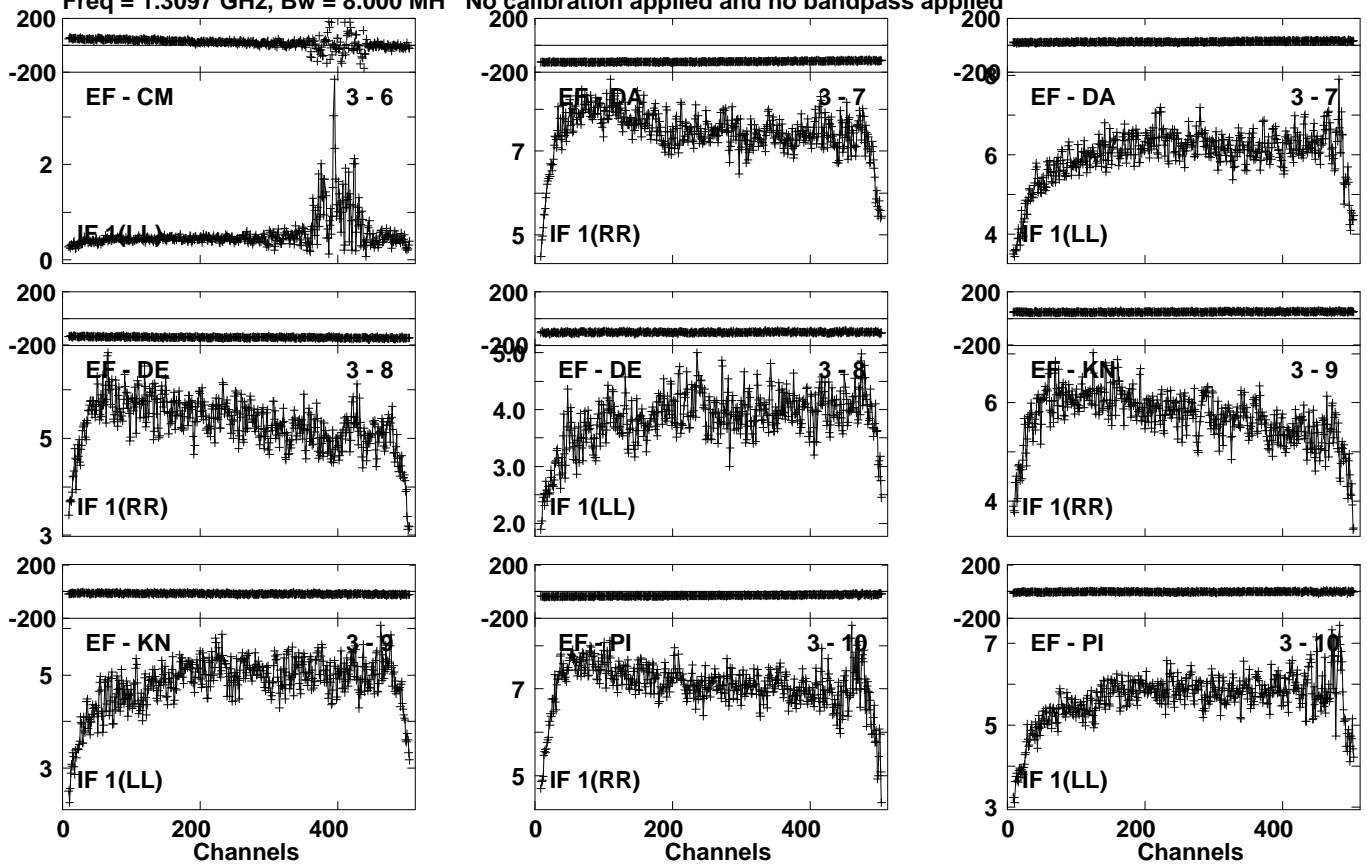 Freq = 1.3097 GHz, Bw = 8.000 MH No calibration applied and no bandpass applied
200
-200
EF - CM
3 - 6
2
0
IF 1(LL)
200
-200
EF - DA
3 - 7
7
5
IF 1(RR)
200
-200
8
EF - DA
3 - 7
6
4
IF 1(LL)
200
-200
EF - DE
3 - 8
5
3
IF 1(RR)
200
-200
5.0
EF - DE
3 - 8
4.0
3.0
2.0
IF 1(LL)
200
-200
EF - KN
3 - 9
6
4
IF 1(RR)
200
-200
EF - KN
3 - 9
5
3
IF 1(LL)
0 200 400
Channels
200
-200
EF - PI
3 - 10
7
5
IF 1(RR)
0 200 400
Channels
200
-200
EF - PI
3 - 10
7
5
3
IF 1(LL)
0 200 400
Channels